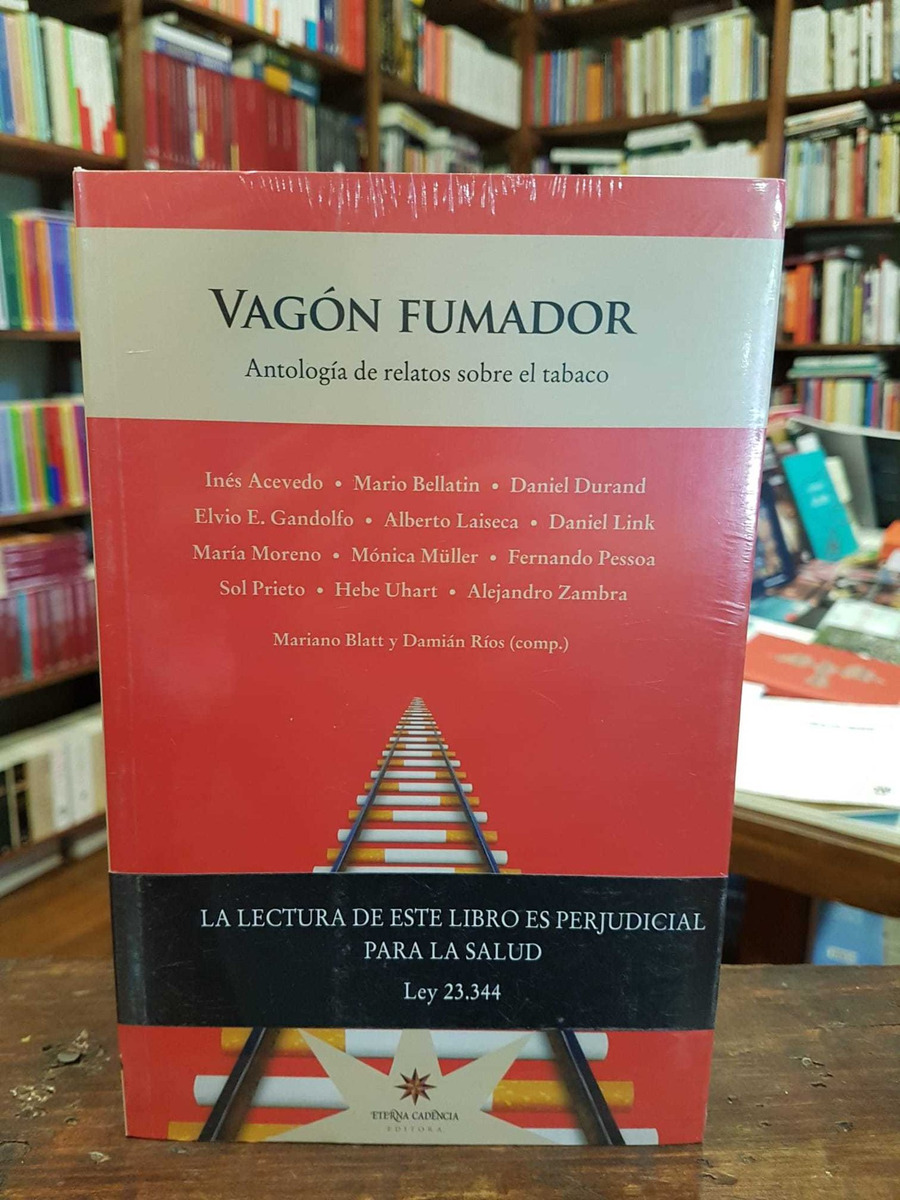 VAGÓN FUMADOR
Antología de relatos sobre el tabaco
Inés Acevedo • Mario Bellatin • Daniel Durand
Elvio E. Gandolfo • Alberto Laiseca • Daniel Link
María Moreno • Mónica Müller • Fernando Pessoa
Sol Prieto • Hebe Uhart • Alejandro Zambra
Mariano Blatt y Damián Ríos (comp.)
LA LECTURA DE ESTE LIBRO ES PERJUDICIAL
PARA LA SALUD
Ley 23.344
ETERNA CADENCIA
EDITORA